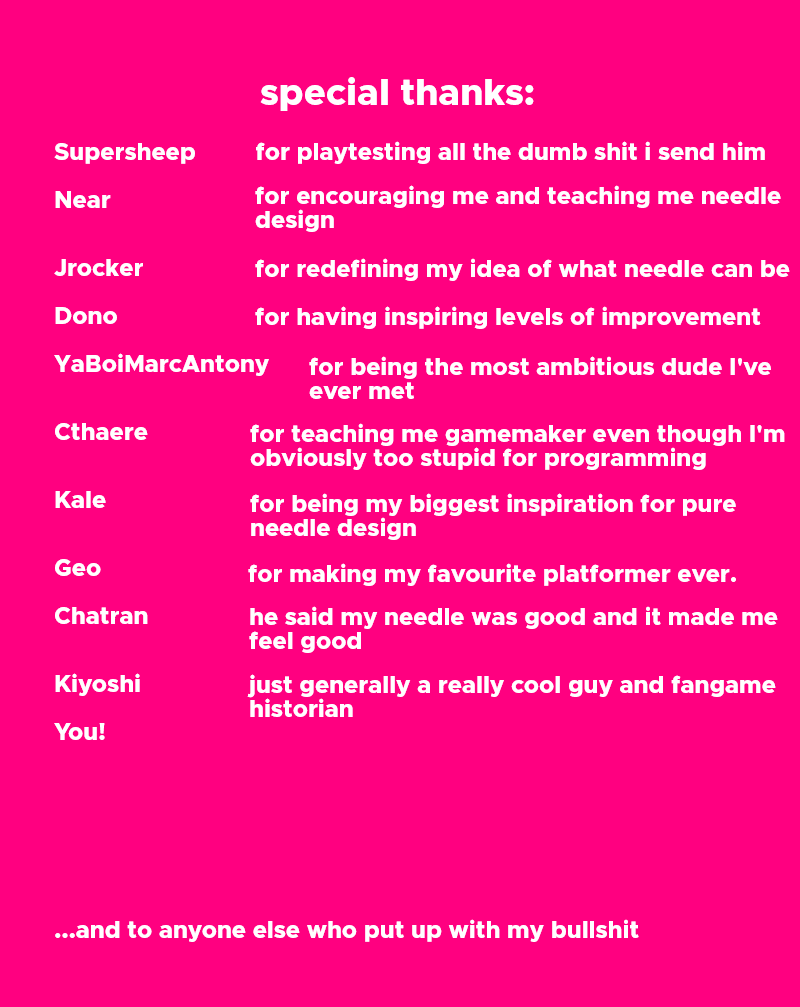 special thanks:
Supersheep for playtesting all the dumb shit i send him
Near for encouraging me and teaching me needle
design
Jrocker for redefining my idea of what needle can be
Dono for having inspiring levels of improvement
YaBoiMarcAntony for being the most ambitious dude I've
ever met
Cthaere for teaching me gamemaker even though I'm
obviously too stupid for programming
Kale for being my biggest inspiration for pure
needle design
Geo for making my favourite platformer ever.
Chatran he said my needle was good and it made me
feel good
Kiyoshi just generally a really cool guy and fangame
historian
You!
...and to anyone else who put up with my bullshit